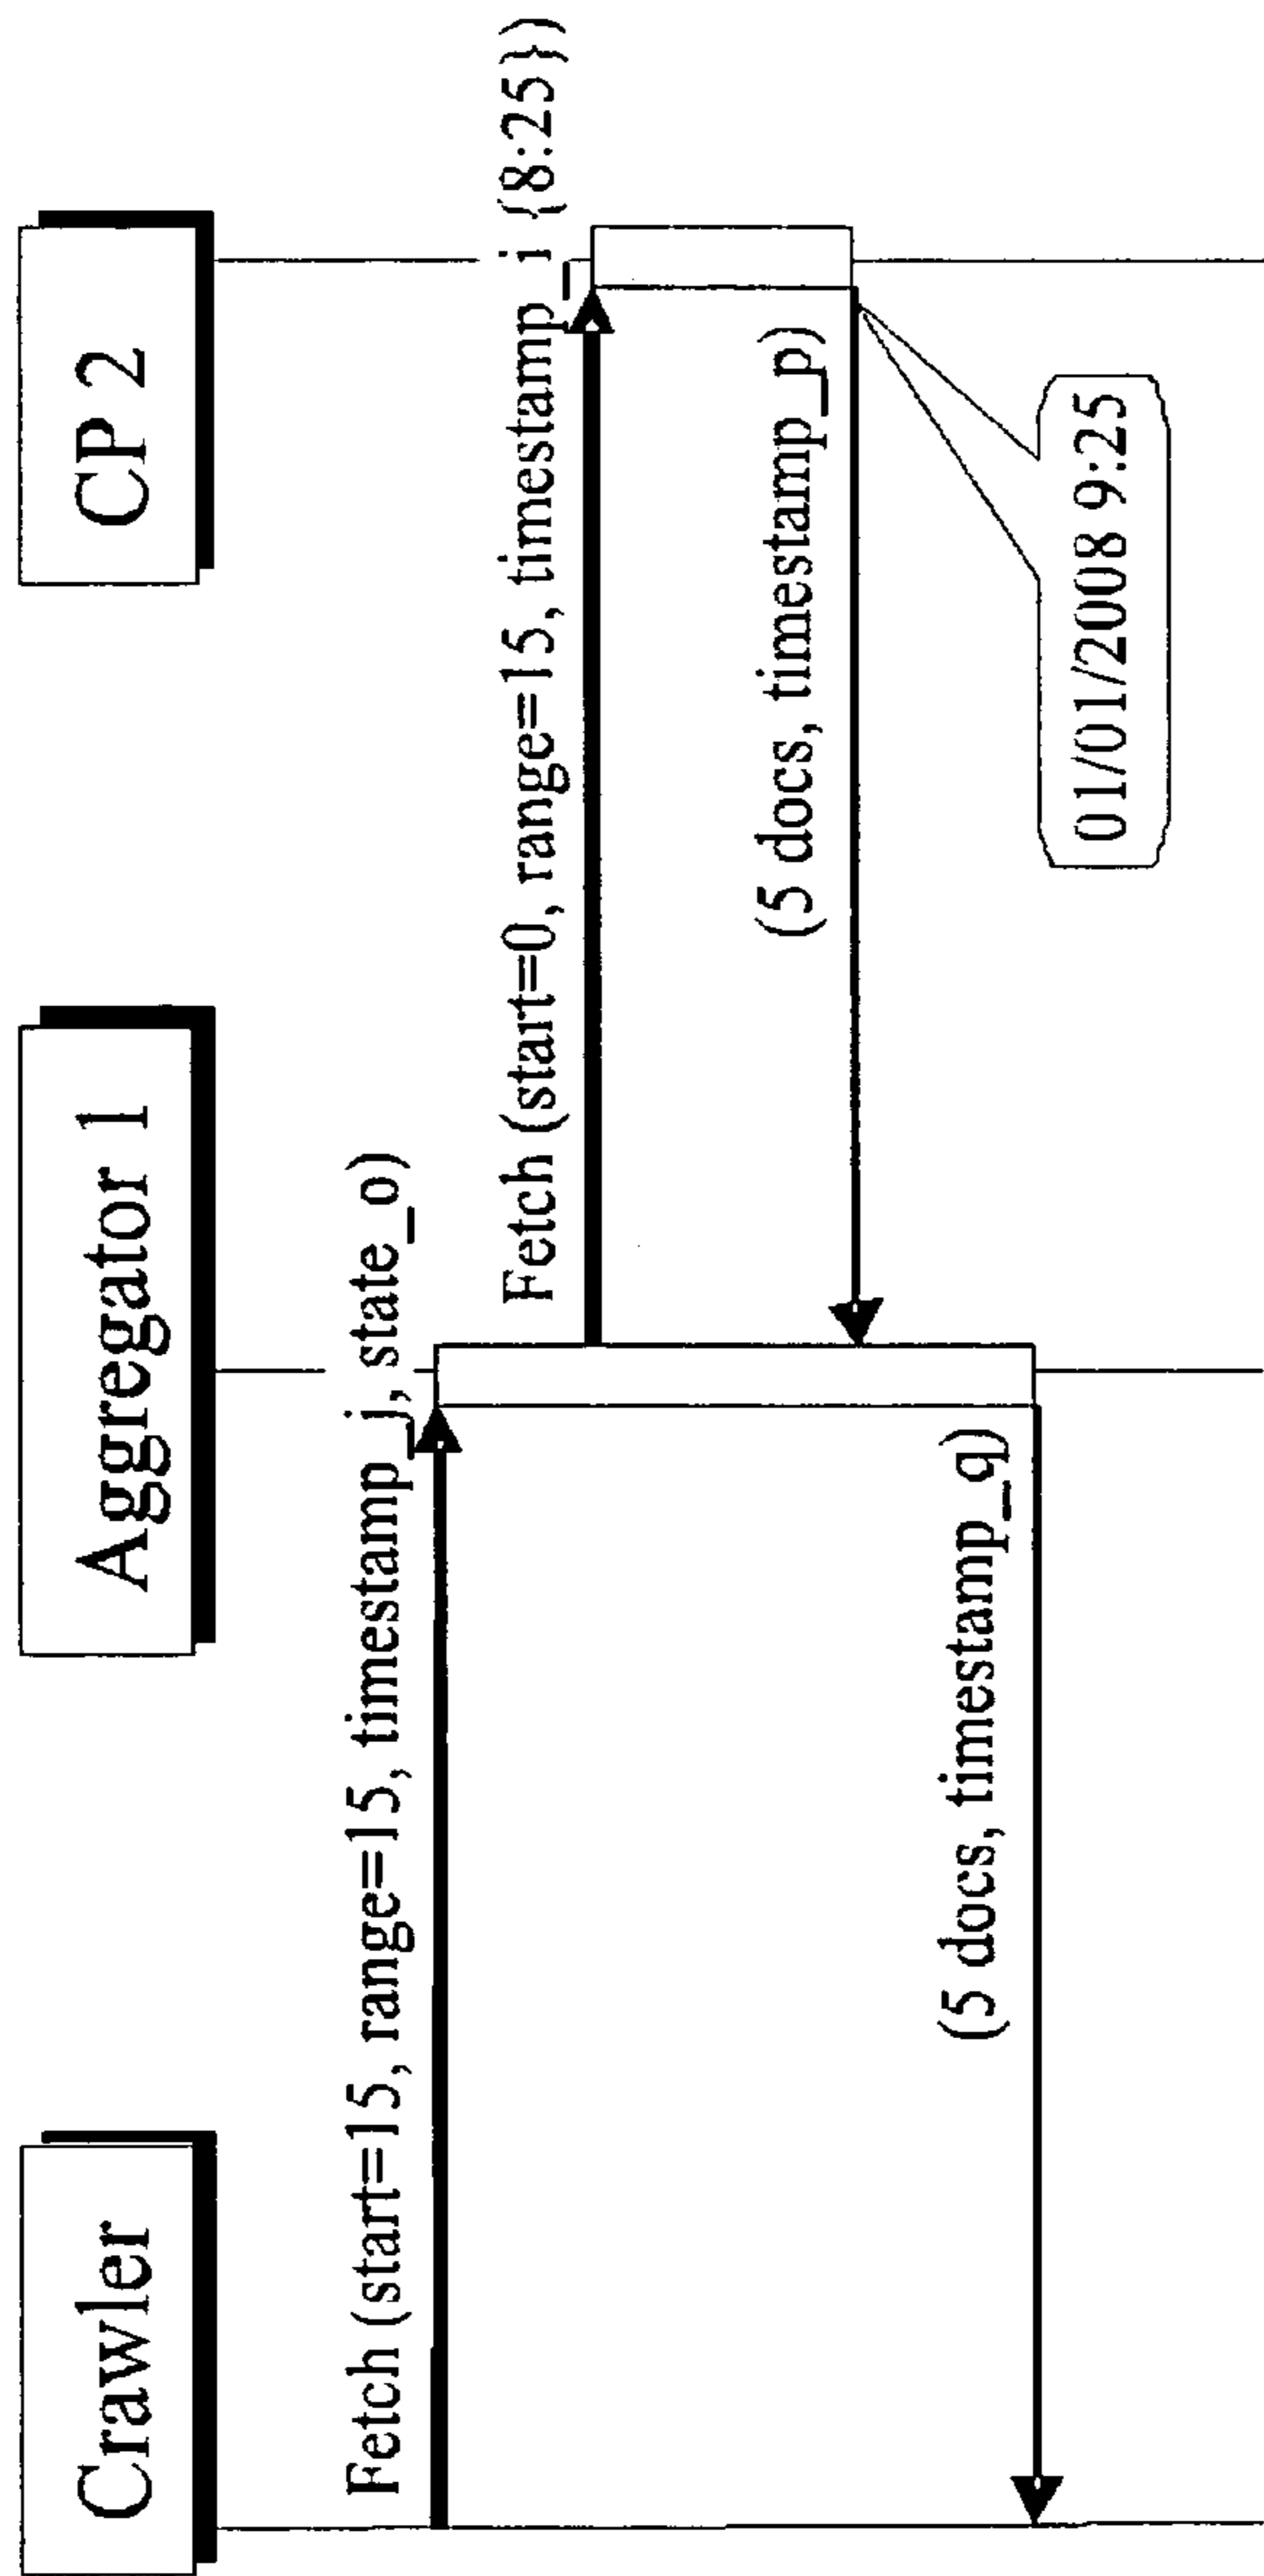 Crawler
Aggregator 1
CP 2
Fetch (start=15, range=15, timestamp_j, state_o)
Fetch (start=0, range=15, timestamp_i {8:25})
(5 docs, timestamp_p)
01/01/2008 9:25
(5 docs, timestamp_q)